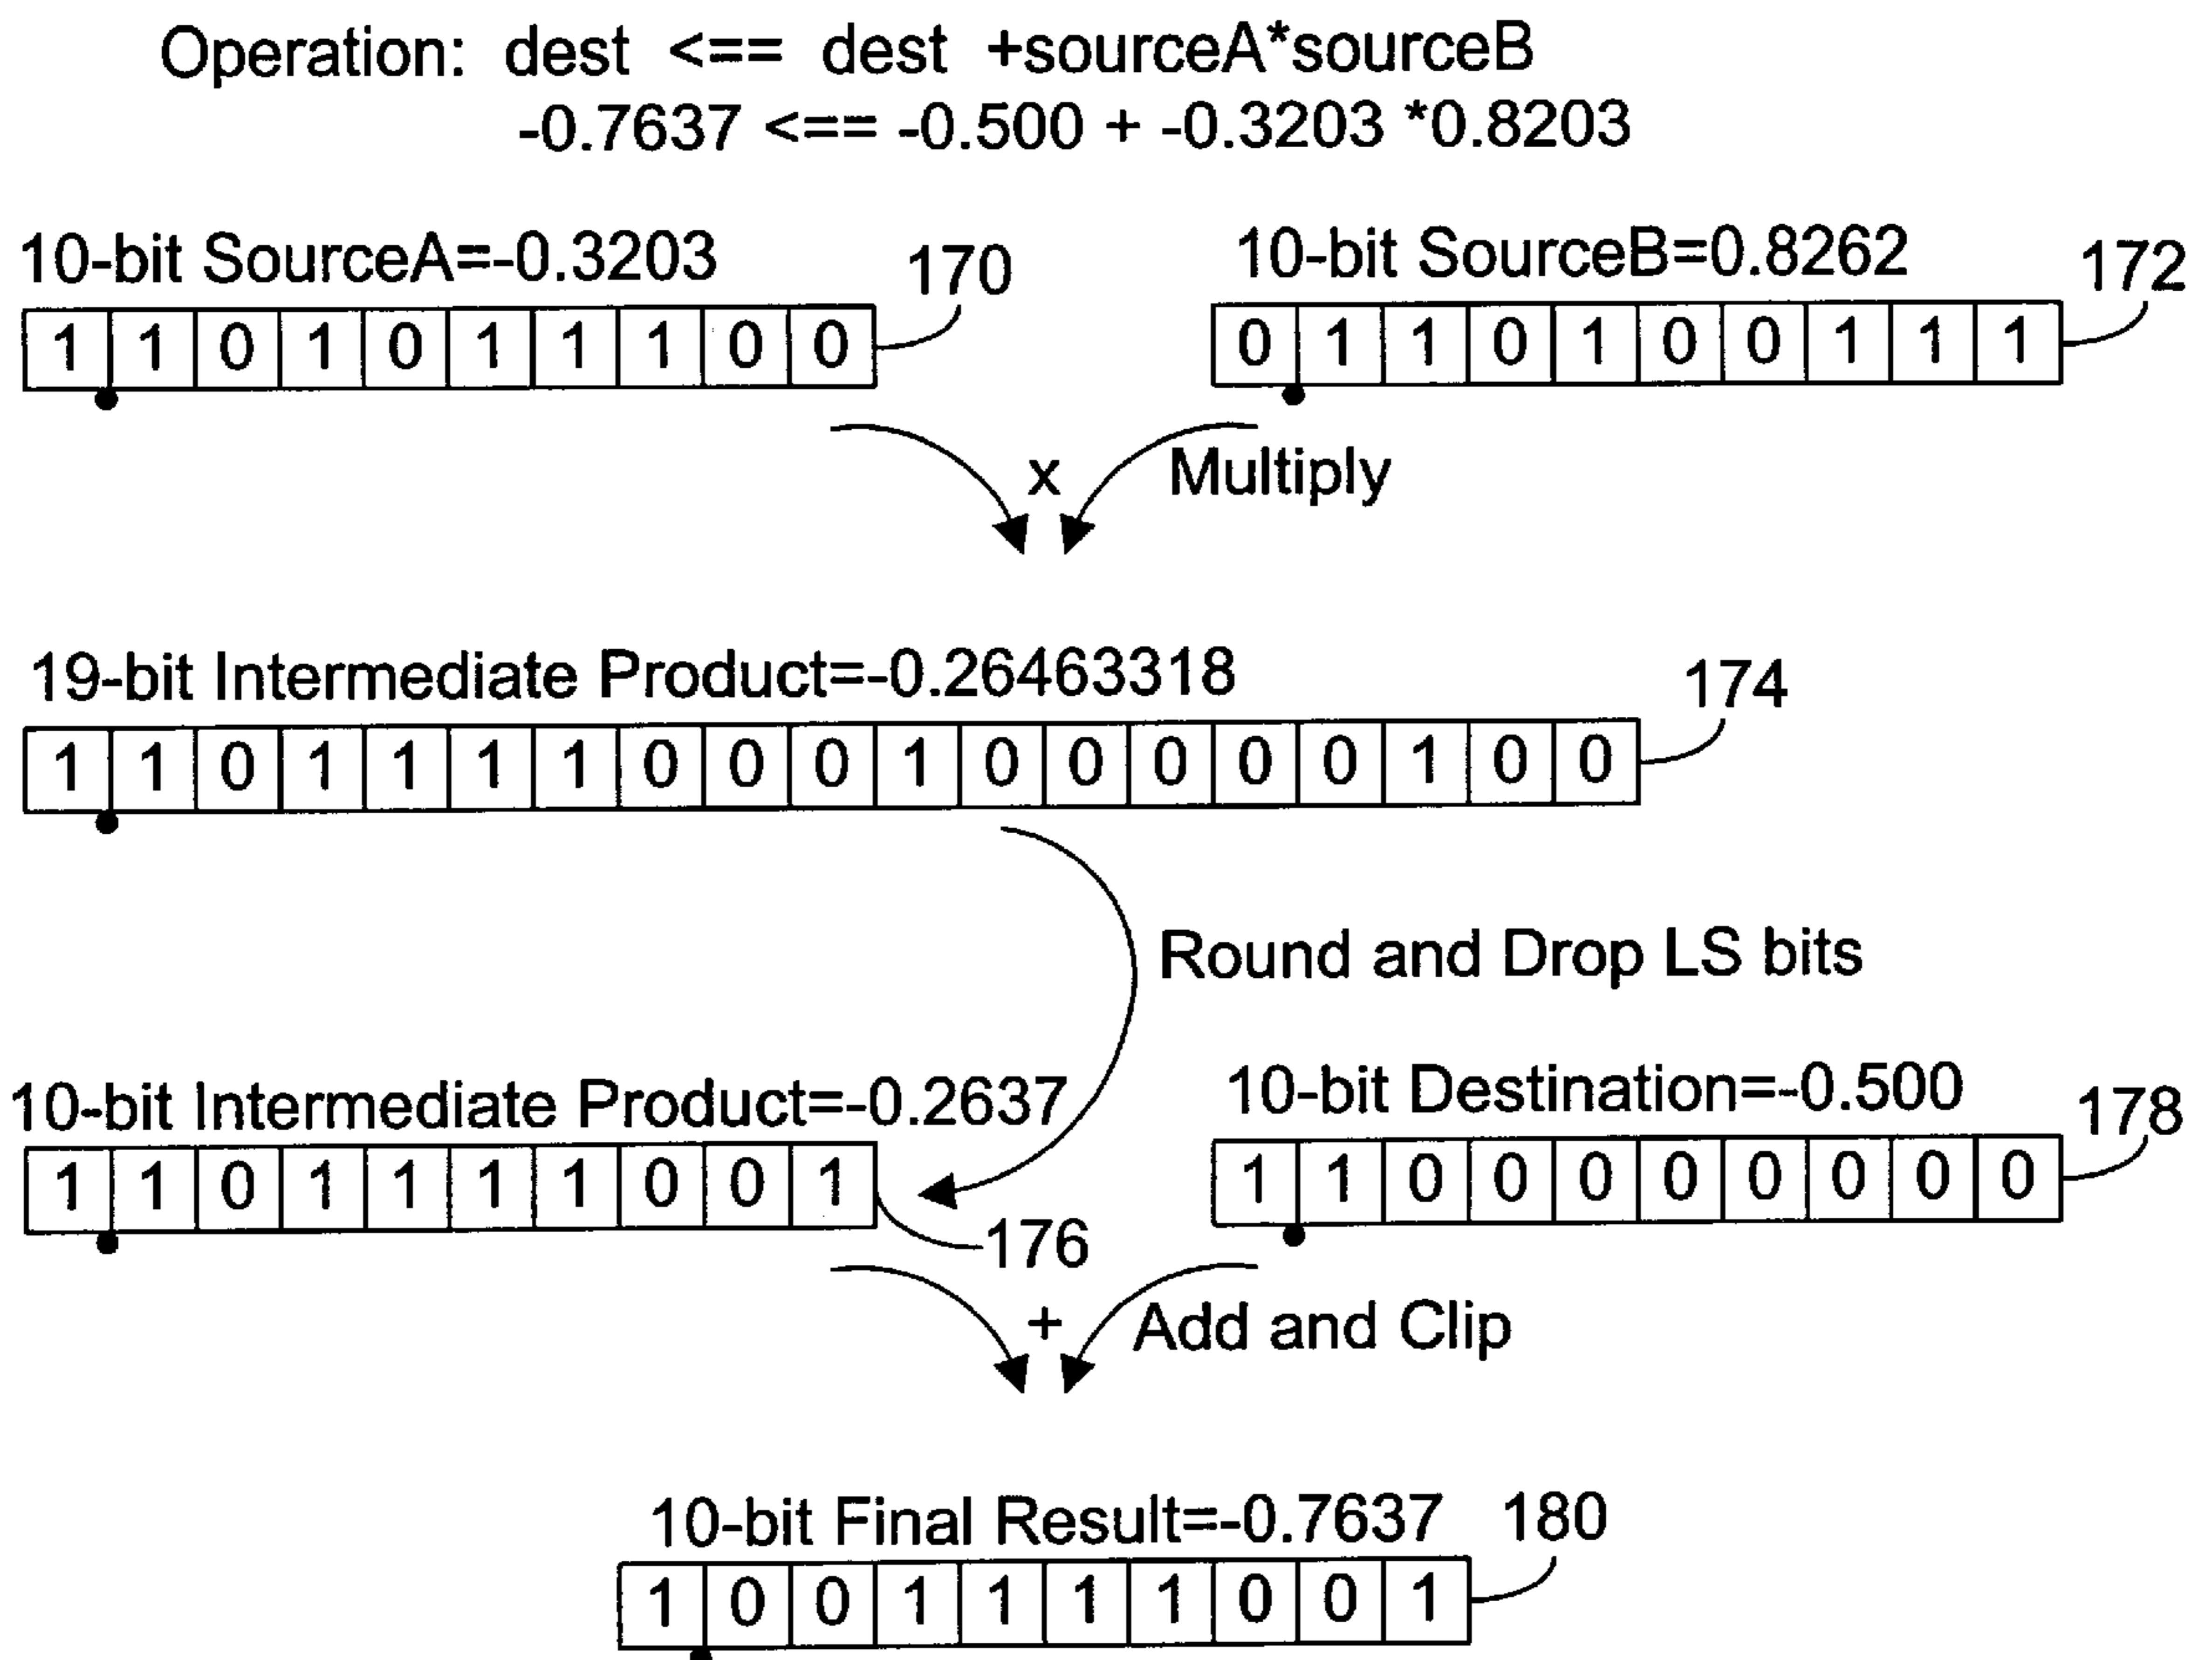 Operation: dest <== dest +sourceA*sourceB
-0.7637 <== -0.500 + -0.3203 *0.8203
10-bit SourceA=-0.3203
170
1 1 0 1 0 1 1 1 0 0
10-bit SourceB=0.8262
172
0 1 1 0 1 0 0 1 1 1
x
Multiply
19-bit Intermediate Product=-0.26463318
174
1 1 0 1 1 1 1 0 0 0 1 0 0 0 0 0 1 0 0
Round and Drop LS bits
10-bit Intermediate Product=-0.2637
1 1 0 1 1 1 1 0 0 1
176
10-bit Destination=-0.500
178
1 1 0 0 0 0 0 0 0 0
+
Add and Clip
10-bit Final Result=-0.7637
180
1 0 0 1 1 1 1 0 0 1